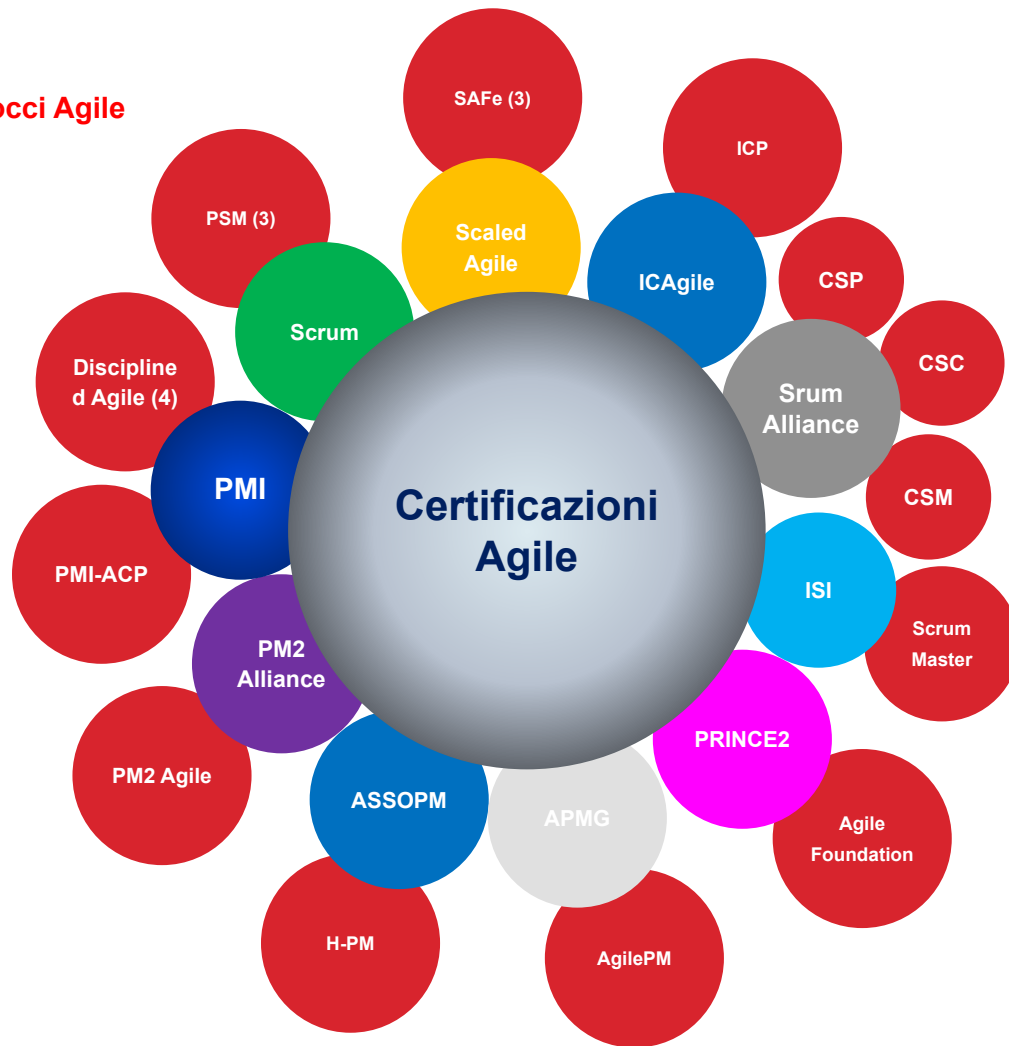 occi Agile
SAFe (3)
ICP
PSM (3)
Scaled
Agile
ICAgile
CSP
Scrum
CSC
Discipline
d Agile (4)
Srum
Alliance
PMI
CSM
Certificazioni
Agile
PMI-ACP
ISI
Scrum
Master
PM2
Alliance
PRINCE2
PM2 Agile
ASSOPM
APMG
Agile
Foundation
H-PM
AgilePM